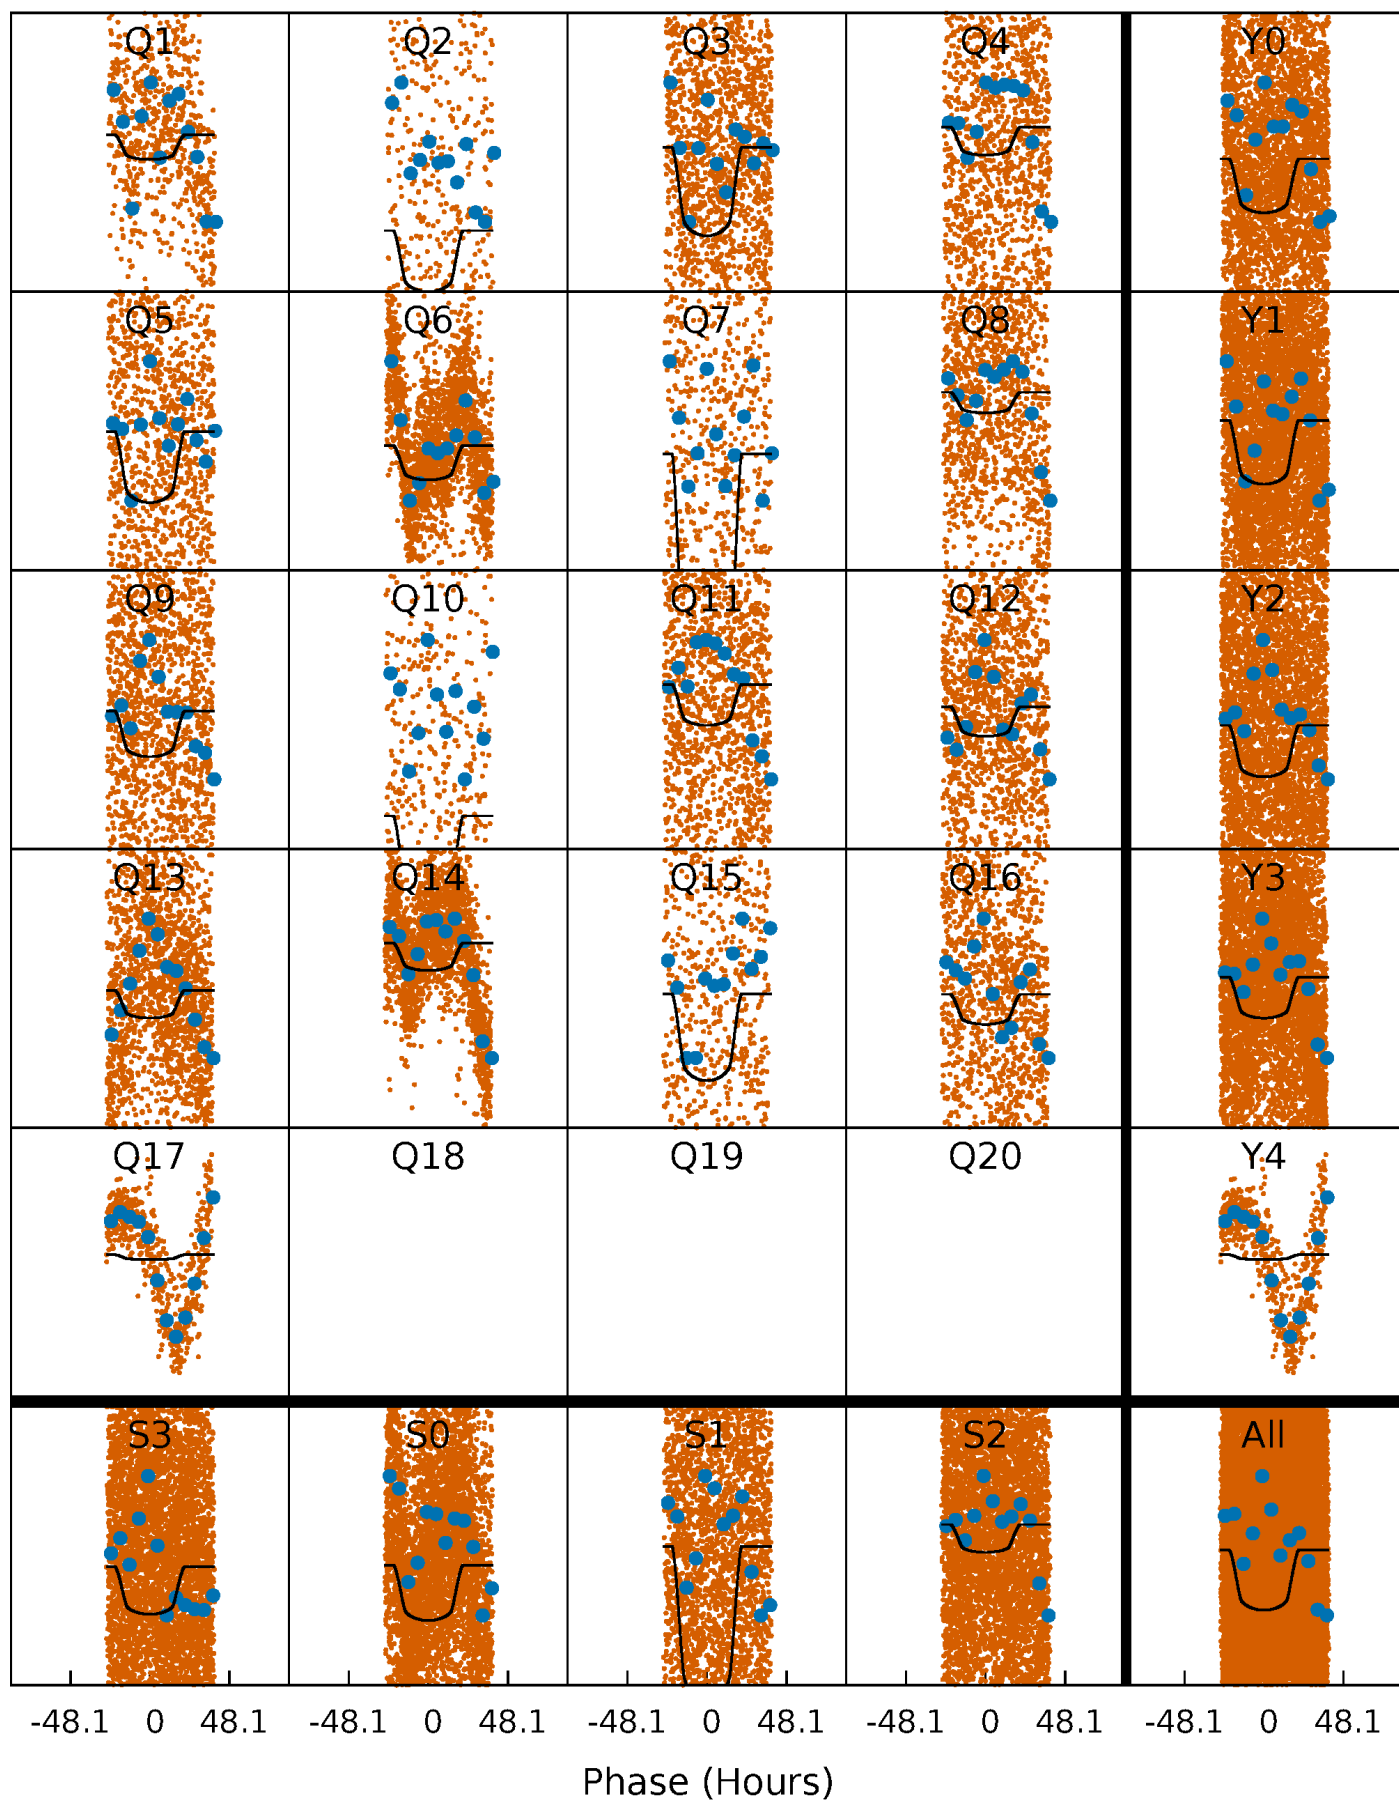 Q1 Q2 Q3 Q4 Y0
Q5 Q6 Q7 Q8 Y1
Q9 Q10 Q11 Q12 Y2
Q13 Q14 Q15 Q16 Y3
Q17 Q18 Q19 Q20 Y4
S3 S0 S1 S2 All
-48.1 0 48.1 -48.1 0 48.1 -48.1 0 48.1 -48.1 0 48.1 -48.1 0 48.1
Phase (Hours)